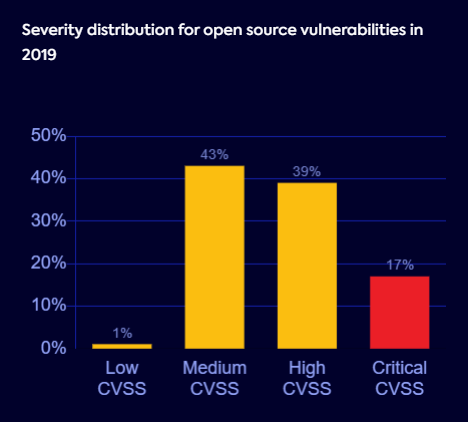 Severity distribution for open source vulnerabilities in
2019
50%
40%
30%
20%
10%
0%
1%
43%
39%
17%
Low
CVSS
Medium
CVSS
High
CVSS
Critical
CVSS